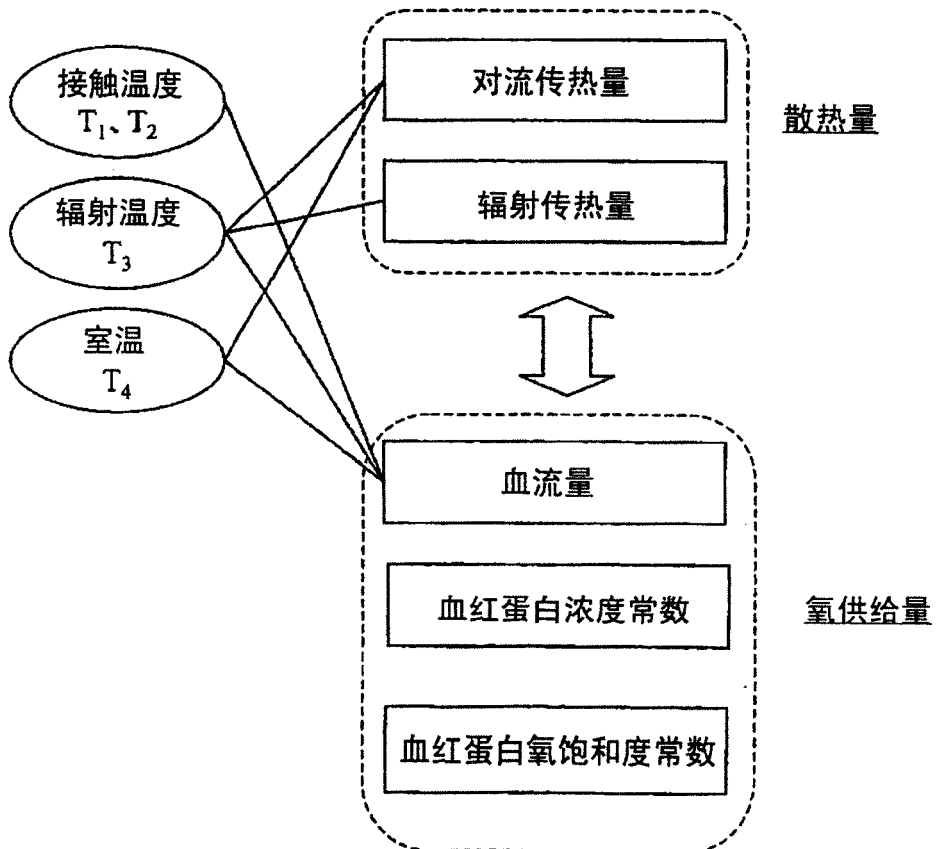 接触温度
T₁、T₂
辐射温度
T₃
室温
T₄
对流传热量
辐射传热量
散热量
血流量
血红蛋白浓度常数
血红蛋白氧饱和度常数
氧供给量